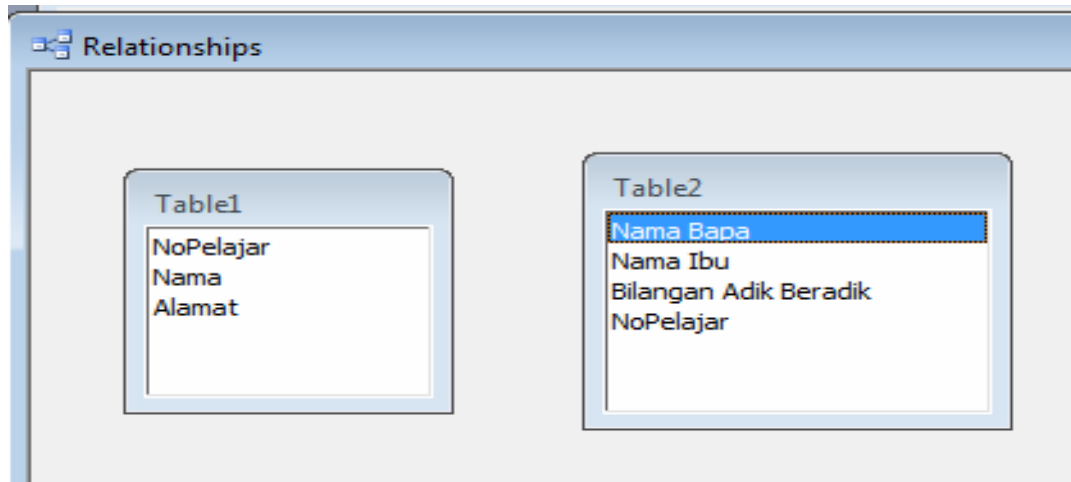 Relationships
Table1
NoPelajar
Nama
Alamat
Table2
Nama Bapa
Nama Ibu
Bilangan Adik Beradik
NoPelajar